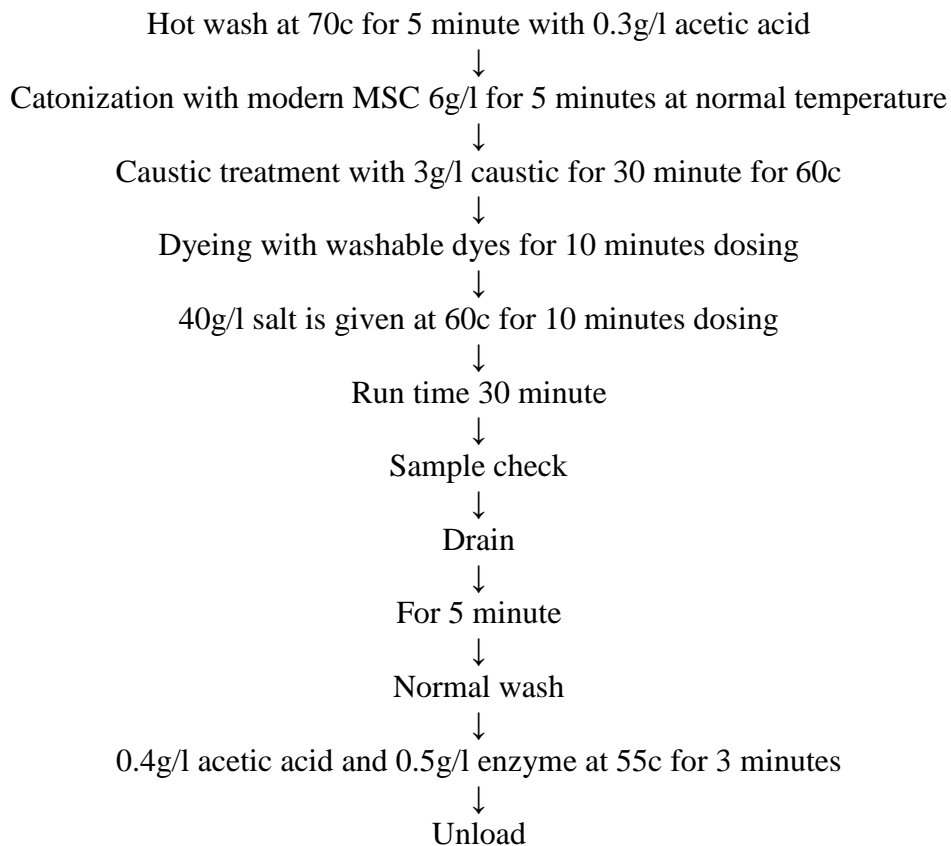 Hot wash at 70c for 5 minute with 0.3g/l acetic acid
↓
Catonization with modern MSC 6g/l for 5 minutes at normal temperature
↓
Caustic treatment with 3g/l caustic for 30 minute for 60c
↓
Dyeing with washable dyes for 10 minutes dosing
↓
40g/l salt is given at 60c for 10 minutes dosing
↓
Run time 30 minute
↓
Sample check
↓
Drain
↓
For 5 minute
↓
Normal wash
↓
0.4g/l acetic acid and 0.5g/l enzyme at 55c for 3 minutes
↓
Unload